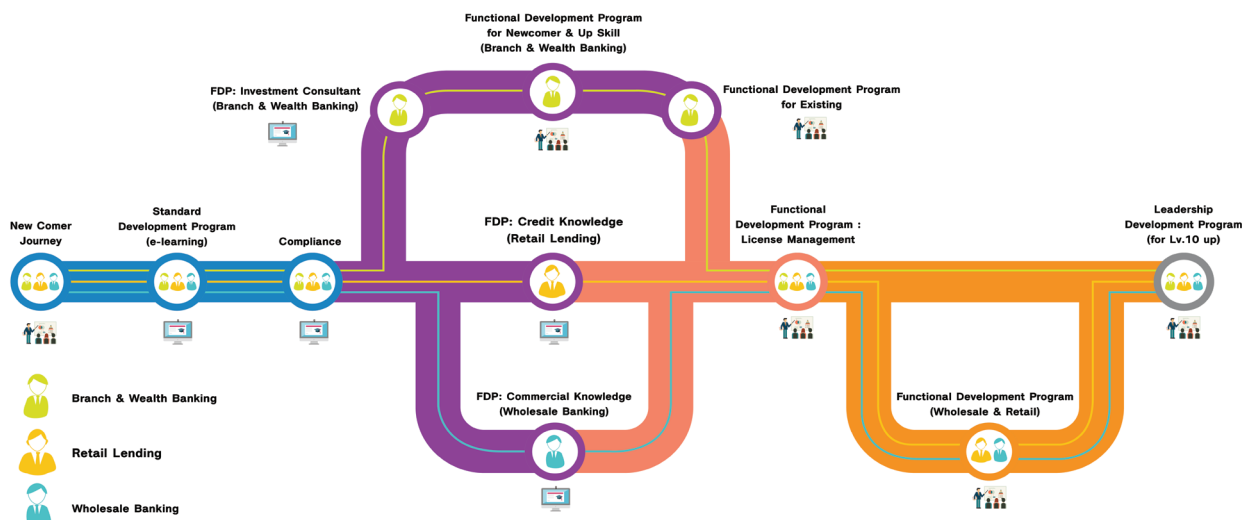 Functional Development Program
for Newcomer & Up Skill
(Branch & Wealth Banking)
FDP: Investment Consultant
(Branch & Wealth Banking)
Functional Development Program
for Existing
New Comer
Journey
Standard
Development Program
(e-learning)
Compliance
FDP: Credit Knowledge
(Retail Lending)
Functional
Development Program :
License Management
Leadership
Development Program
(for Lv.10 up)
Branch & Wealth Banking
Retail Lending
Wholesale Banking
FDP: Commercial Knowledge
(Wholesale Banking)
Functional Development Program
(Wholesale & Retail)